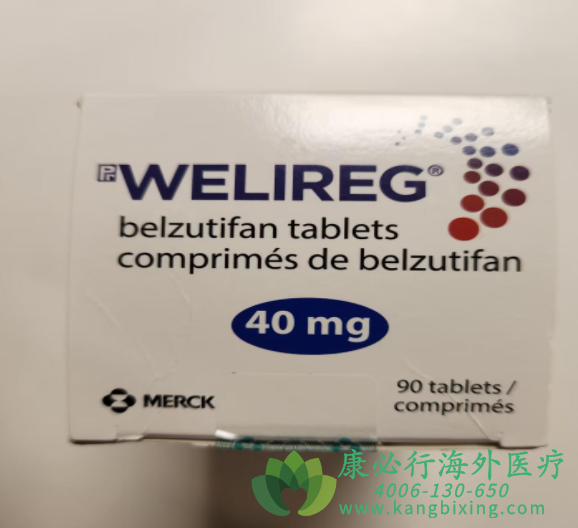 Pr WELIREG®
belzutifan tablets
comprimés de belzutifan
40 mg
90 tablets /
comprimés
MERCK
康必行海外医疗
4006-130-650
www.kangbixing.com